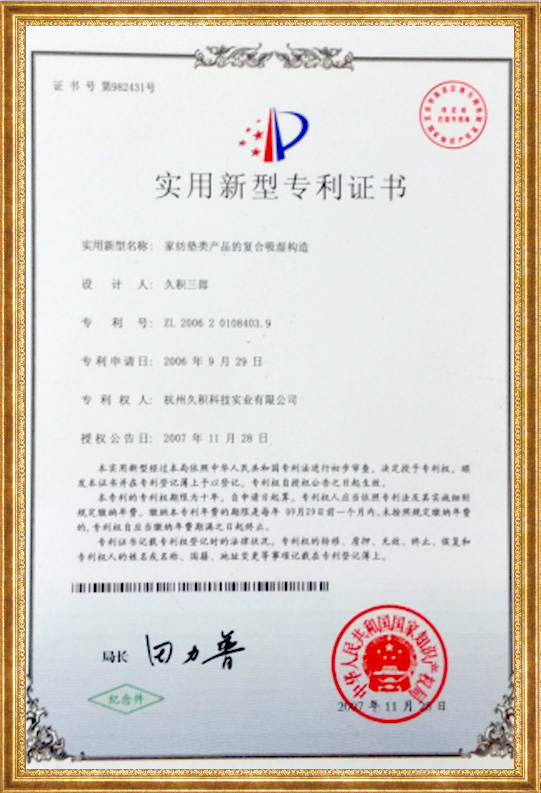 证 书 号 第982431号
实用新型专利证书
实用新型名称：家纺垫类产品的复合吸湿构造
设 计 人：久积三郎
专 利 号：ZL 2006 2 0108403.9
专利申请日：2006 年 9 月 29 日
专 利 权 人：杭州久积科技实业有限公司
授权公告日：2007 年 11 月 28 日
本实用新型经过本局依照中华人民共和国专利法进行初步审查，决定授予专利权，颁
发本证书并在专利登记簿上予以登记。专利权自授权公告之日起生效。
本专利的专利权期限为十年，自申请日起算。专利权人应当依照专利法及其实施细则
规定缴纳年费。缴纳本专利年费的期限是每年 09月29日前一个月内。未按照规定缴纳年费
的，专利权自应当缴纳年费期满之日起终止。
专利证书记载专利权登记时的法律状况。专利权的转移、质押、无效、终止、恢复和
专利权人的姓名或名称、国籍、地址变更等事项记载在专利登记簿上。
局长 田力普
中华人民共和国国家知识产权局
2007 年 11 月 28 日
纪念件